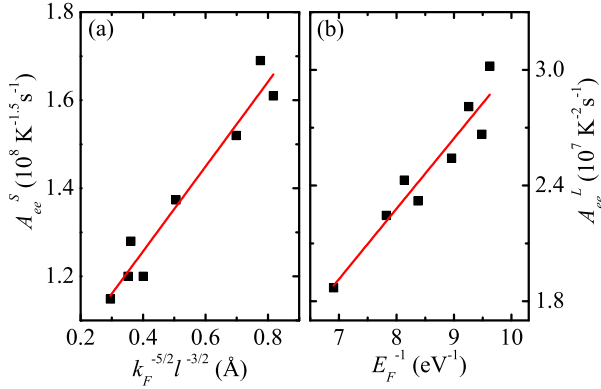 (a)
(b)
1.8
1.6
1.4
1.2
A_ee^S (10^8 K^-1.5 s^-1)
0.2 0.4 0.6 0.8 1.0
k_F^-5/2 l^-3/2 (Å)
3.0
2.4
1.8
A_ee^L (10^7 K^-2 s^-1)
7 8 9 10
E_F^-1 (eV^-1)